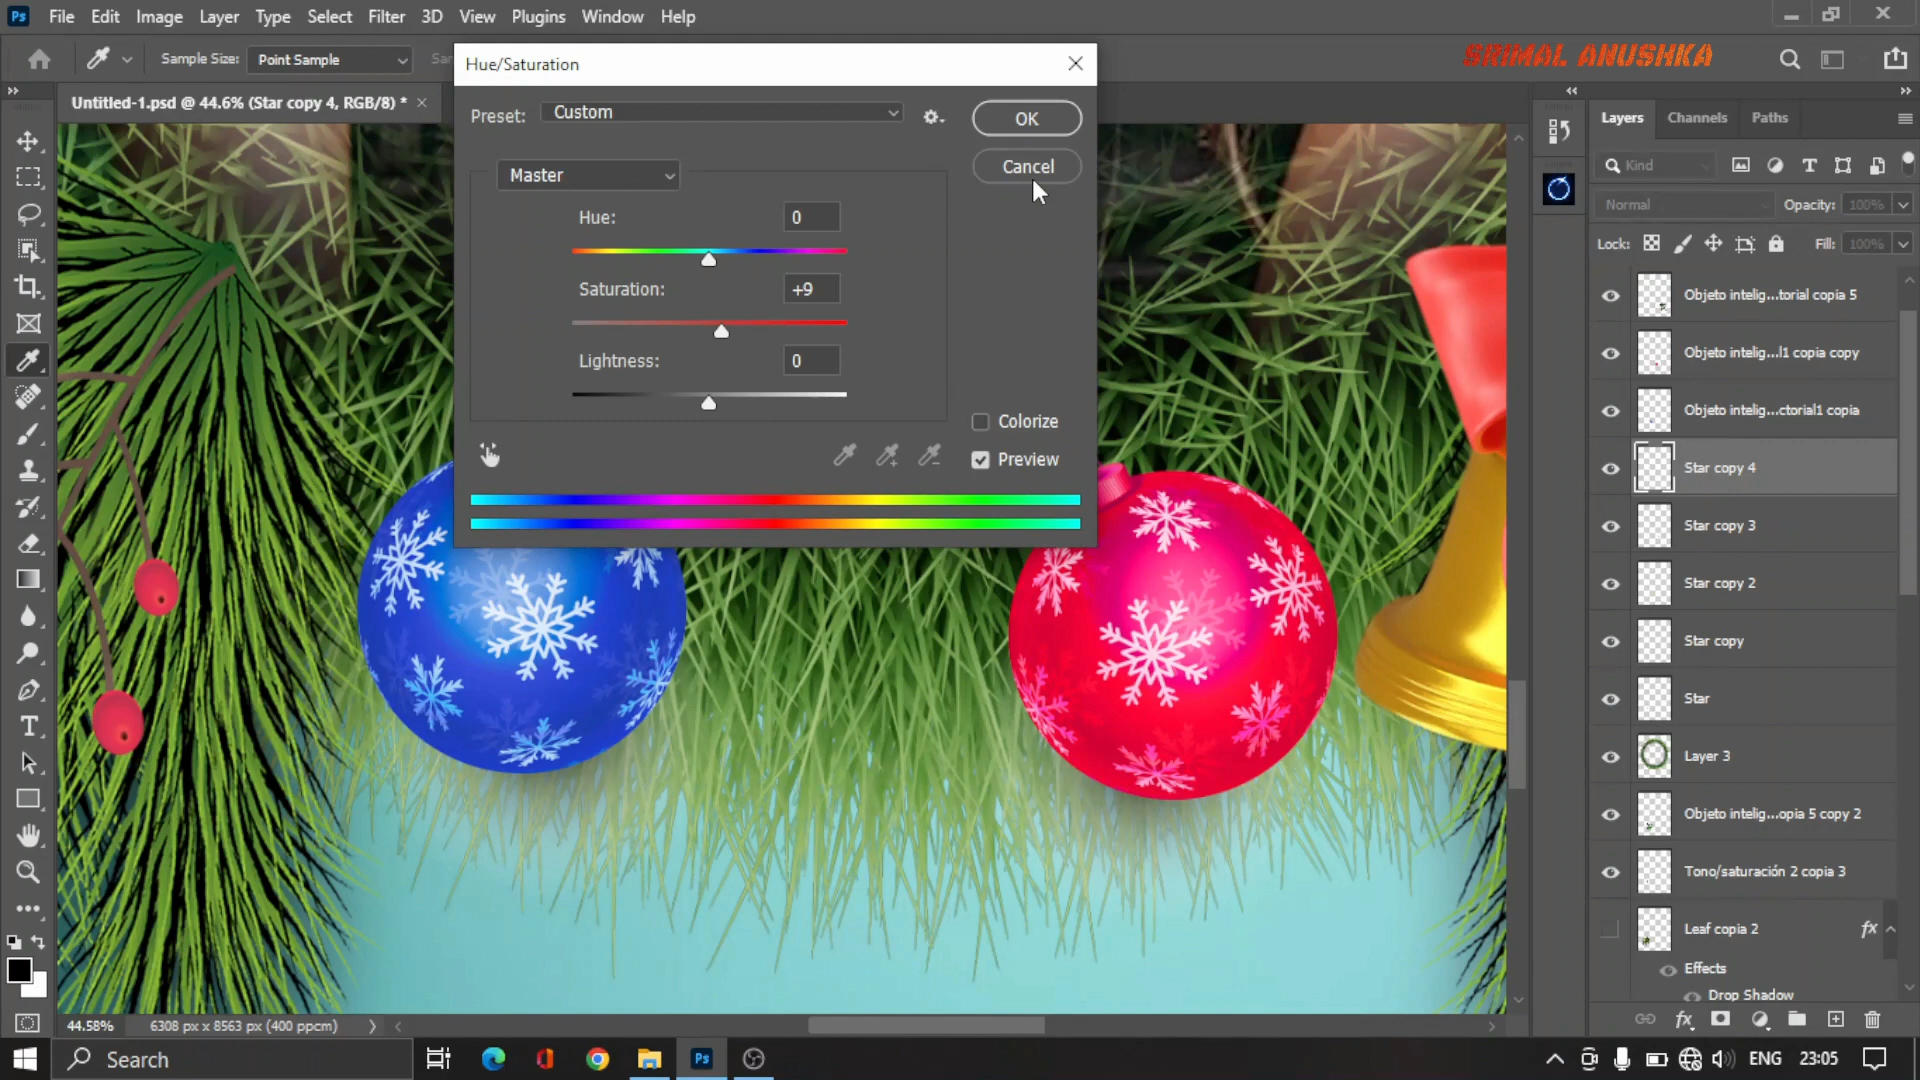 Ps File Edit Image Layer Type Select Filter 3D View Plugins Window Help
Sample Size: Point Sample
SRIMAL ANUSHKA
Untitled-1.psd @ 44.6% (Star copy 4, RGB/8) *
Hue/Saturation
Preset: Custom
OK
Cancel
Master
Hue: 0
Saturation: +9
Lightness: 0
Colorize
Preview
Layers Channels Paths
Kind
Normal Opacity: 100%
Lock: Fill: 100%
Objeto intelig...torial copia 5
Objeto intelig...l1 copia copy
Objeto intelig...ctorial1 copia
Star copy 4
Star copy 3
Star copy 2
Star copy
Star
Layer 3
Objeto intelig...opia 5 copy 2
Tono/saturación 2 copia 3
Leaf copia 2 fx
Effects
Drop Shadow
44.58% 6308 px x 8563 px (400 ppcm)
Search
Ps
ENG 23:05